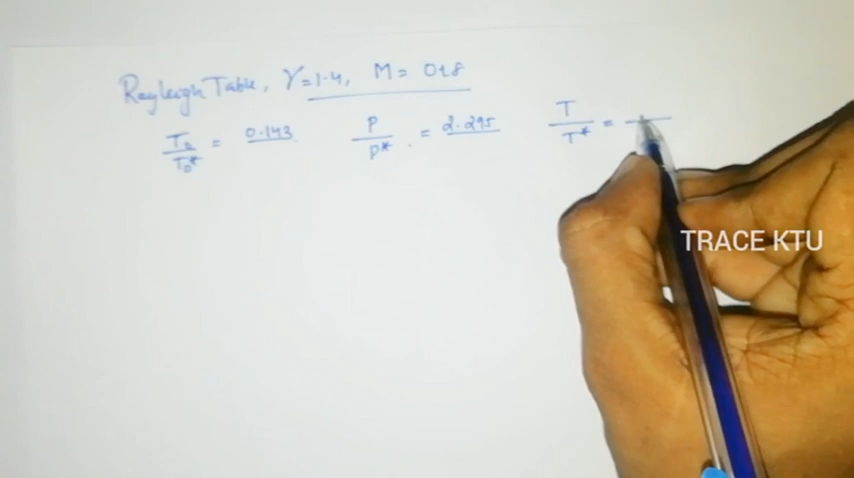 Rayleigh Table, γ=1.4, M = 0.18
T₀/T₀* = 0.143 P/P* = 2.295 T/T* =
TRACE KTU